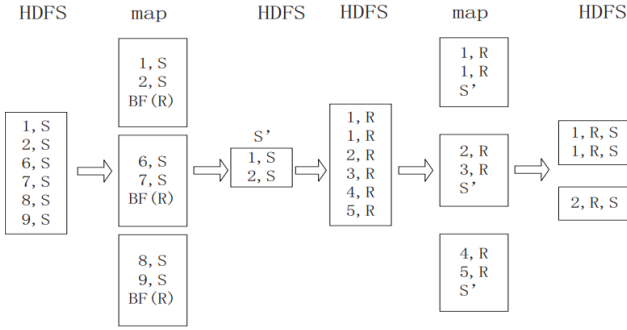 HDFS
map
HDFS
HDFS
map
HDFS
1,S
2,S
6,S
7,S
8,S
9,S
1,S
2,S
BF(R)
6,S
7,S
BF(R)
8,S
9,S
BF(R)
S’
1,S
2,S
1,R
1,R
2,R
3,R
4,R
5,R
1,R
1,R
S’
2,R
3,R
S’
4,R
5,R
S’
1,R,S
1,R,S
2,R,S